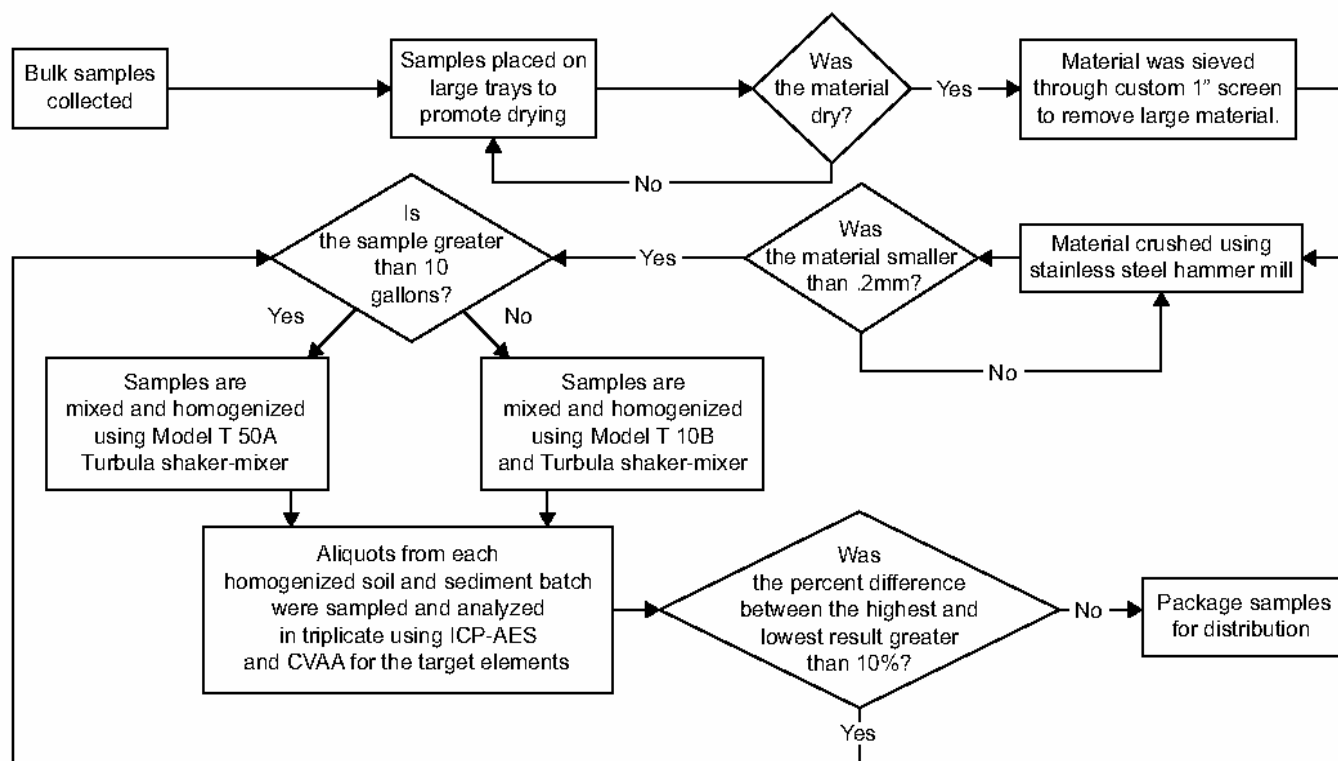 Bulk samples
collected
Samples placed on
large trays to
promote drying
Was
the material
dry?
Yes
Material was sieved
through custom 1” screen
to remove large material.
No
Is
the sample greater
than 10
gallons?
Yes
Was
the material smaller
than .2mm?
Material crushed using
stainless steel hammer mill
No
Yes
No
Samples are
mixed and homogenized
using Model T 50A
Turbula shaker-mixer
Samples are
mixed and homogenized
using Model T 10B
and Turbula shaker-mixer
Aliquots from each
homogenized soil and sediment batch
were sampled and analyzed
in triplicate using ICP-AES
and CVAA for the target elements
Was
the percent difference
between the highest and
lowest result greater
than 10%?
No
Package samples
for distribution
Yes